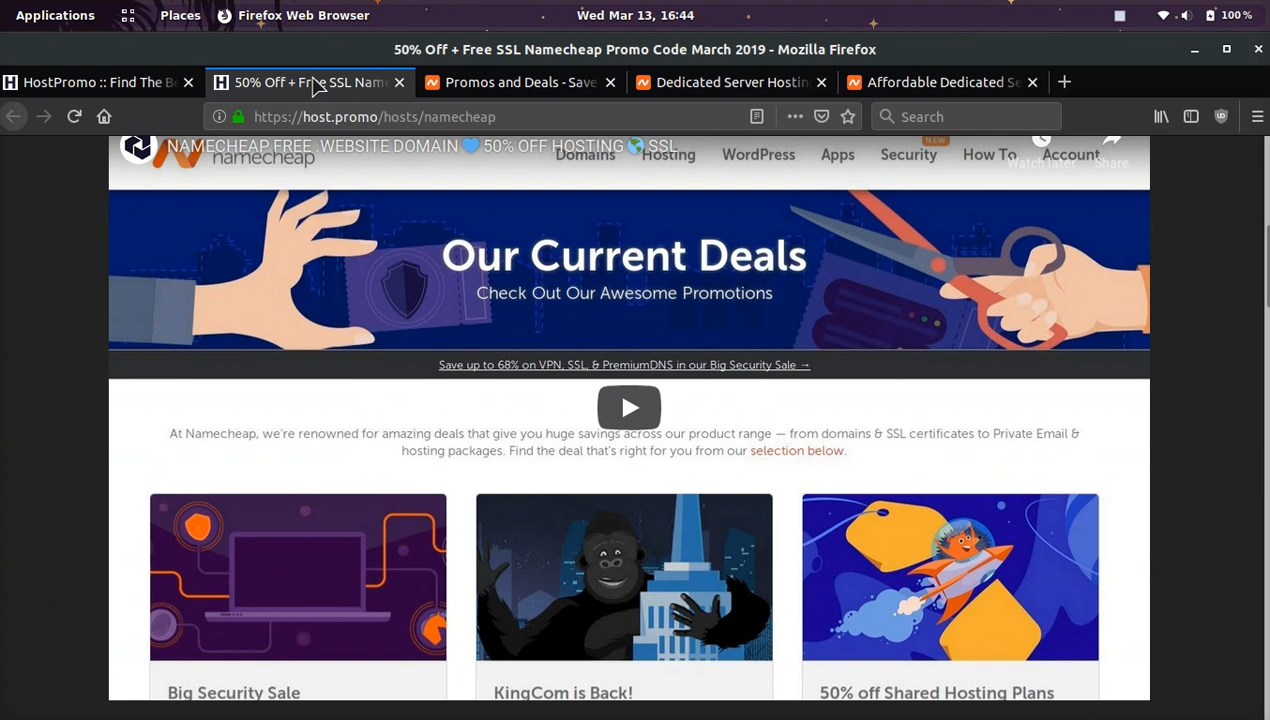 Applications Places Firefox Web Browser Wed Mar 13, 16:44 100 %
50% Off + Free SSL Namecheap Promo Code March 2019 - Mozilla Firefox
HostPromo :: Find The Be 50% Off + Free SSL Name Promos and Deals - Save Dedicated Server Hostin Affordable Dedicated Se
https://host.promo/hosts/namecheap Search
NAMECHEAP FREE .WEBSITE DOMAIN 💙 50% OFF HOSTING 🌎 SSL
namecheap Domains Hosting WordPress Apps Security NEW How To Account
Watch later Share
Our Current Deals
Check Out Our Awesome Promotions
Save up to 68% on VPN, SSL, & PremiumDNS in our Big Security Sale →
At Namecheap, we're renowned for amazing deals that give you huge savings across our product range — from domains & SSL certificates to Private Email &
hosting packages. Find the deal that's right for you from our selection below.
Big Security Sale KingCom is Back! 50% off Shared Hosting Plans